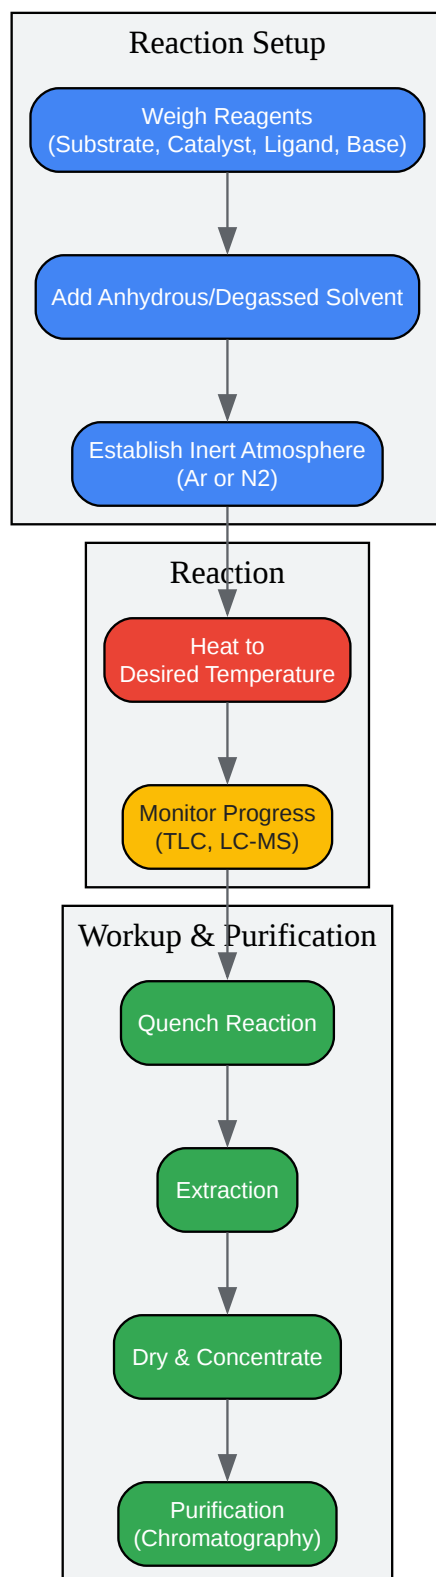 Reaction Setup
Weigh Reagents
(Substrate, Catalyst, Ligand, Base)
Add Anhydrous/Degassed Solvent
Establish Inert Atmosphere
(Ar or N2)
Reaction
Heat to
Desired Temperature
Monitor Progress
(TLC, LC-MS)
Workup & Purification
Quench Reaction
Extraction
Dry & Concentrate
Purification
(Chromatography)